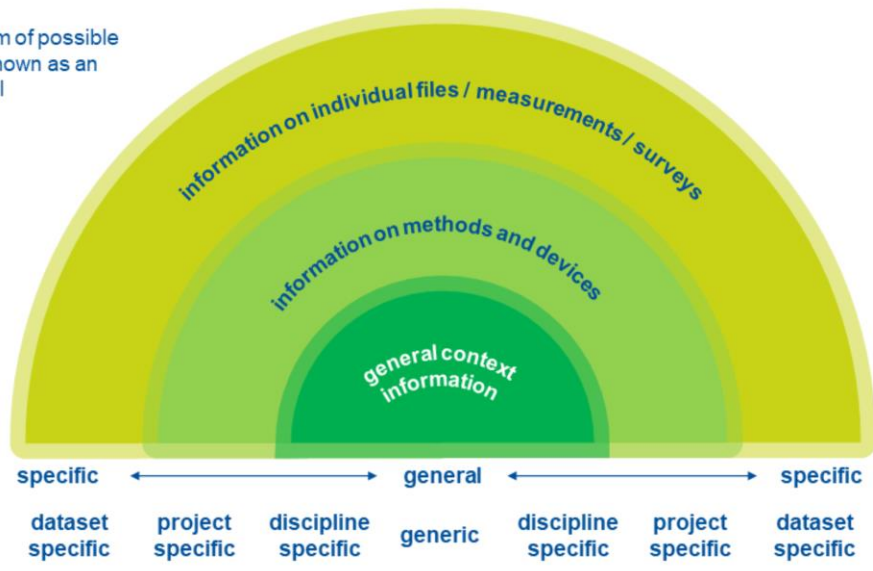 of possible
as an
information on individual files / measurements / surveys
information on methods and devices
general context
information
specific general specific
dataset project discipline generic discipline project dataset
specific specific specific specific specific specific